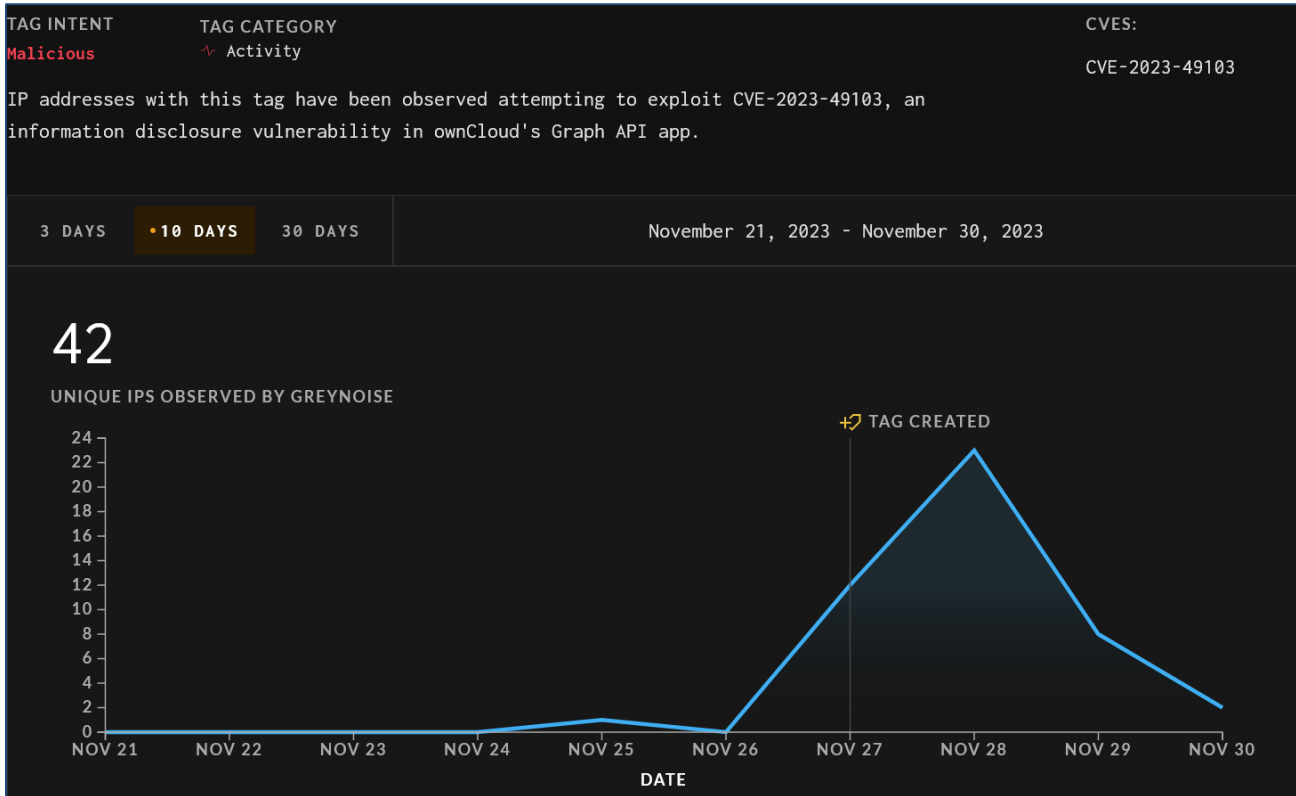 TAG INTENT
TAG CATEGORY
CVES:
Malicious
Activity
CVE-2023-49103
IP addresses with this tag have been observed attempting to exploit CVE-2023-49103, an
information disclosure vulnerability in ownCloud's Graph API app.
3 DAYS
10 DAYS
30 DAYS
November 21, 2023 - November 30, 2023
42
UNIQUE IPS OBSERVED BY GREYNOISE
TAG CREATED
24
22
20
18
16
14
12
10
8
6
4
2
0
NOV 21
NOV 22
NOV 23
NOV 24
NOV 25
NOV 26
NOV 27
NOV 28
NOV 29
NOV 30
DATE